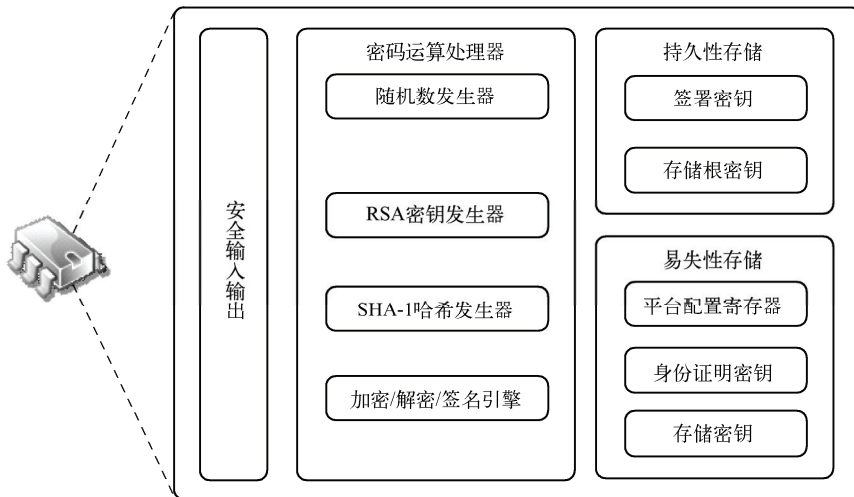 安全输入输出
密码运算处理器
随机数发生器
RSA密钥发生器
SHA-1哈希发生器
加密/解密/签名引擎
持久性存储
签署密钥
存储根密钥
易失性存储
平台配置寄存器
身份证明密钥
存储密钥